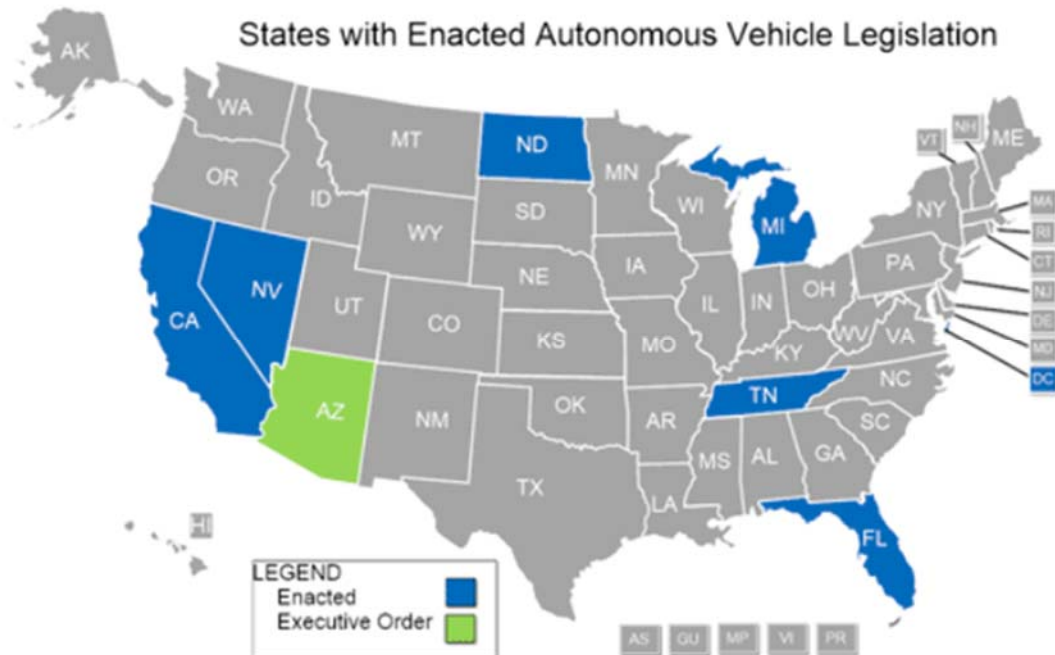 States with Enacted Autonomous Vehicle Legislation
AK
WA
MT
ND
MN
VT
NH
ME
OR
ID
SD
WI
MI
NY
MA
WY
RI
IA
PA
CT
NE
NV
UT
IL
IN
OH
NJ
CA
CO
DE
WV
VA
KS
MO
KY
MD
DC
TN
NC
AZ
OK
NM
AR
SC
MS
AL
GA
TX
LA
HI
FL
LEGEND
Enacted
Executive Order
AS
GU
MP
VI
PR